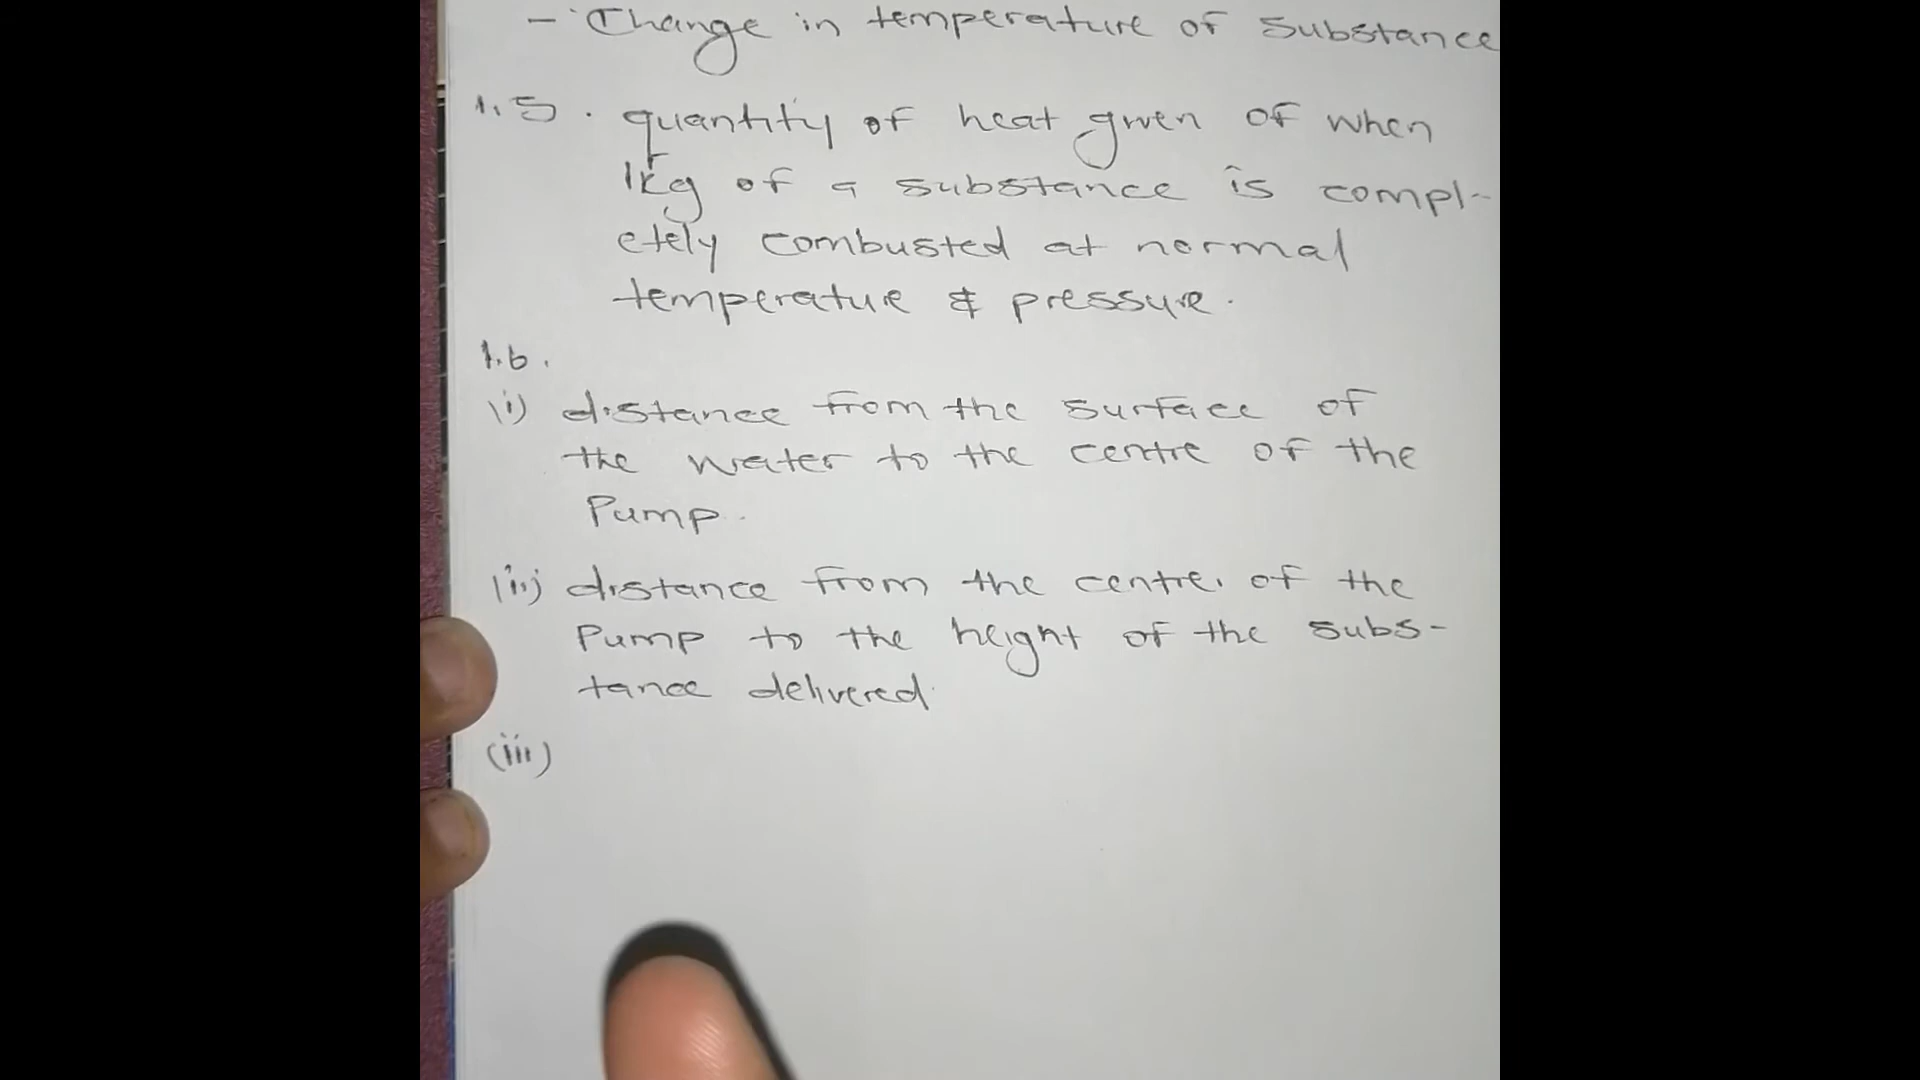 - Change in temperature of substance
1.5. quantity of heat given of when
1kg of a substance is compl-
etely combusted at normal
temperature & pressure.
1.6.
(i) distance from the surface of
the water to the centre of the
Pump.
(ii) distance from the centre of the
Pump to the height of the subs-
tance delivered
(iii)